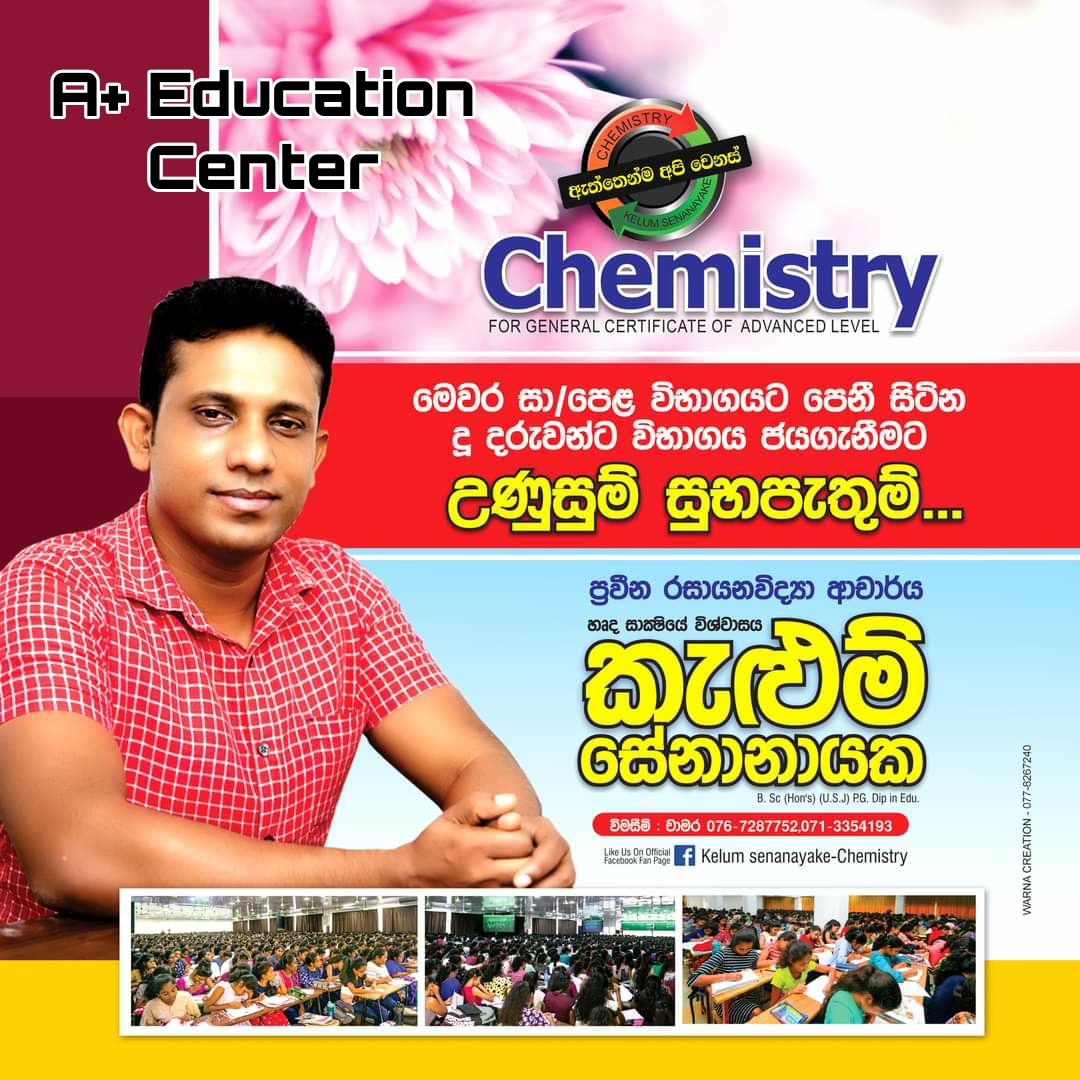 A+ Education
Center
CHEMISTRY
ඇත්තෙන්ම අපි වෙනස්
KELUM SENANAYAKE
Chemistry
FOR GENERAL CERTIFICATE OF ADVANCED LEVEL
මෙවර සා/පෙළ විභාගයට පෙනී සිටින
දූ දරුවන්ට විභාගය ජයගැනීමට
උණුසුම් සුභපැතුම්...
ප්‍රවීන රසායනවිද්‍යා ආචාර්ය
හෘද සාක්ෂියේ විශ්වාසය
කැළුම්
සේනානායක
B. Sc (Hon's) (U.S.J) P.G. Dip in Edu.
විමසීම් : චාමර 076-7287752,071-3354193
Like Us On Official
Facebook Fan Page
Kelum senanayake-Chemistry
WARNA CREATION - 077-8267240